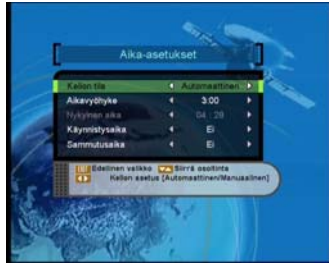 Aika-asetukset
Kellon tila Automaattinen
Aikavyöhyke 3:00
Nykyinen aika 04 : 28
Käynnistysaika Ei
Sammutusaika Ei
Edellinen valikko Siirrä osoitinta
Kellon asetus [Automaattinen/Manuaalinen]